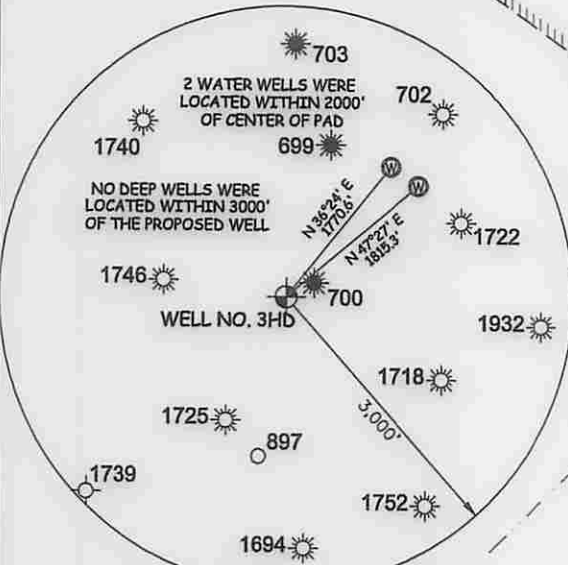 703
2 WATER WELLS WERE
LOCATED WITHIN 2000'
OF CENTER OF PAD
702
1740
699
W
W
NO DEEP WELLS WERE
LOCATED WITHIN 3000'
OF THE PROPOSED WELL
N 36°24' E
1770.6'
N 47°27' E
1815.3'
1722
1746
700
WELL NO. 3HD
1932
1718
3,000'
1725
897
1739
1752
1694